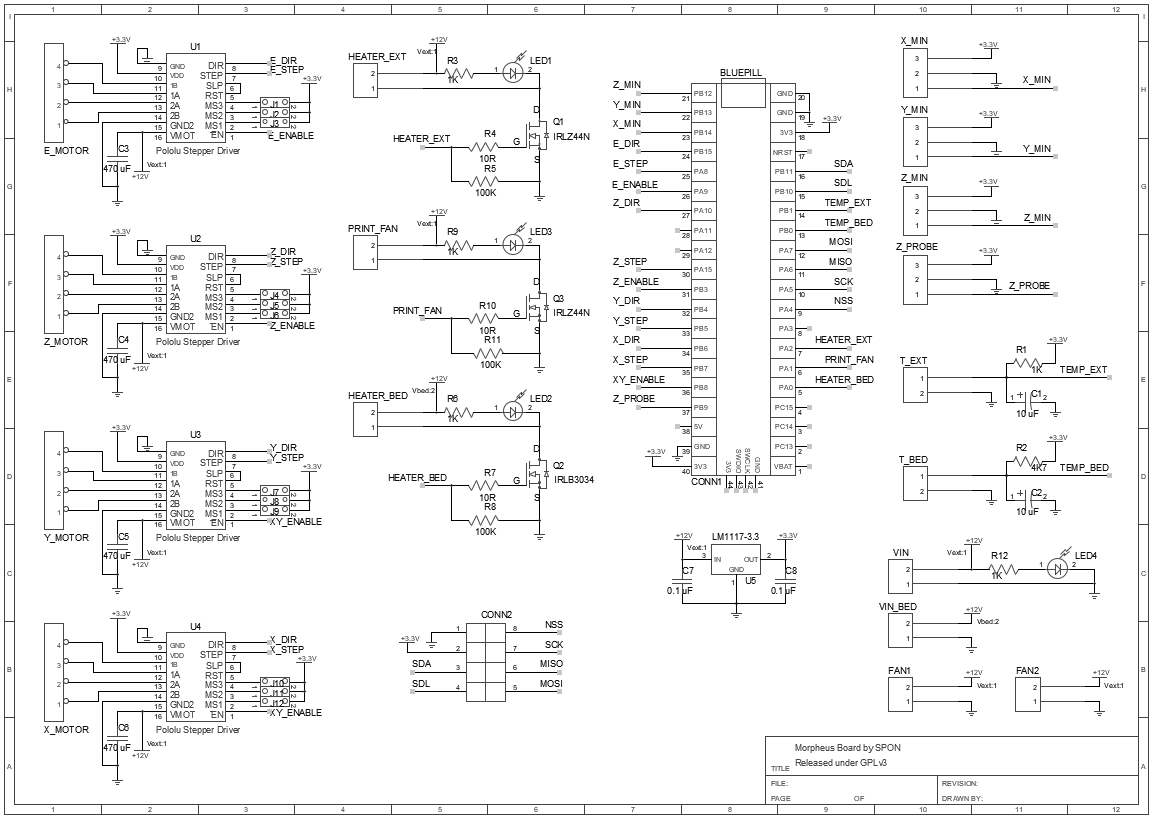 1 2 3 4 5 6 7 8 9 10 11 12
I
H
G
F
E
D
C
B
A
+3.3V
U1
9 GND
10 VDD
11 1B
12 1A
13 2A
14 2B
15 GND2
16 VMOT
DIR 8
STEP 7
SLP 6
RST 5
MS3 4
MS2 3
MS1 2
EN 1
E_DIR
E_STEP
+3.3V
J1
J2
J3
E_ENABLE
4
3
2
1
E_MOTOR
C3
470 uF
Vext:1
+12V
Pololu Stepper Driver
+3.3V
U2
9 GND
10 VDD
11 1B
12 1A
13 2A
14 2B
15 GND2
16 VMOT
DIR 8
STEP 7
SLP 6
RST 5
MS3 4
MS2 3
MS1 2
EN 1
Z_DIR
Z_STEP
+3.3V
J4
J5
J6
Z_ENABLE
4
3
2
1
Z_MOTOR
C4
470 uF
Vext:1
+12V
Pololu Stepper Driver
+3.3V
U3
9 GND
10 VDD
11 1B
12 1A
13 2A
14 2B
15 GND2
16 VMOT
DIR 8
STEP 7
SLP 6
RST 5
MS3 4
MS2 3
MS1 2
EN 1
Y_DIR
Y_STEP
+3.3V
J7
J8
J9
XY_ENABLE
4
3
2
1
Y_MOTOR
C5
470 uF
Vext:1
+12V
Pololu Stepper Driver
+3.3V
U4
9 GND
10 VDD
11 1B
12 1A
13 2A
14 2B
15 GND2
16 VMOT
DIR 8
STEP 7
SLP 6
RST 5
MS3 4
MS2 3
MS1 2
EN 1
X_DIR
X_STEP
+3.3V
J10
J11
J12
XY_ENABLE
4
3
2
1
X_MOTOR
C6
470 uF
Vext:1
+12V
Pololu Stepper Driver
HEATER_EXT
2
1
+12V
Vext:1
R3
1K
1 2
LED1
D
Q1
IRLZ44N
G
S
HEATER_EXT
R4
10R
R5
100K
PRINT_FAN
2
1
+12V
Vext:1
R9
1K
1 2
LED3
D
Q3
IRLZ44N
G
S
PRINT_FAN
R10
10R
R11
100K
HEATER_BED
2
1
+12V
Vbed:2
R6
1K
1 2
LED2
D
Q2
IRLB3034
G
S
HEATER_BED
R7
10R
R8
100K
CONN2
+3.3V
1
2
SDA 3
SDL 4
8 NSS
7 SCK
6 MISO
5 MOSI
BLUEPILL
Z_MIN 21 PB12
Y_MIN 22 PB13
X_MIN 23 PB14
E_DIR 24 PB15
E_STEP 25 PA8
E_ENABLE 26 PA9
Z_DIR 27 PA10
28 PA11
29 PA12
Z_STEP 30 PA15
Z_ENABLE 31 PB3
Y_DIR 32 PB4
Y_STEP 33 PB5
X_DIR 34 PB6
X_STEP 35 PB7
XY_ENABLE 36 PB8
Z_PROBE 37 PB9
38 5V
39 GND
+3.3V 40 3V3
GND 20
GND 19
3V3 18 +3.3V
NRST 17
PB11 16 SDA
PB10 15 SDL
PB1 14 TEMP_EXT
PB0 13 TEMP_BED
PA7 12 MOSI
PA6 11 MISO
PA5 10 SCK
PA4 9 NSS
PA3 8
PA2 7 HEATER_EXT
PA1 6 PRINT_FAN
PA0 5 HEATER_BED
PC15 4
PC14 3
PC13 2
VBAT 1
3VG SWDIO SWCLK GND
44 43 42 41
CONN1
+12V
Vext:1
LM1117-3.3
+3.3V
3 IN
OUT 2
GND
1
U5
C7
0.1 uF
C8
0.1 uF
X_MIN
3
2
1
+3.3V
X_MIN
Y_MIN
3
2
1
+3.3V
Y_MIN
Z_MIN
3
2
1
+3.3V
Z_MIN
Z_PROBE
3
2
1
+3.3V
Z_PROBE
T_EXT
1
2
R1
1K
+3.3V
TEMP_EXT
1 + C1 2
10 uF
T_BED
1
2
R2
4K7
+3.3V
TEMP_BED
1 + C2 2
10 uF
VIN
2
1
+12V
Vext:1
R12
1K
1 2
LED4
VIN_BED
2
1
+12V
Vbed:2
FAN1
2
1
+12V
Vext:1
FAN2
2
1
+12V
Vext:1
Morpheus Board by SPON
TITLE Released under GPLv3
FILE: REVISION:
PAGE OF DRAWN BY: